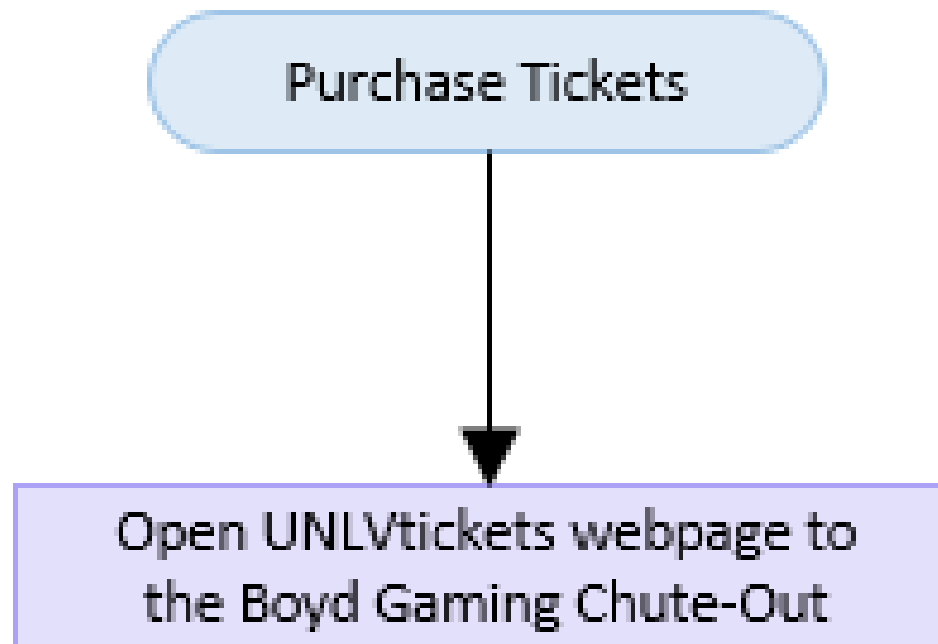 Purchase Tickets
Open UNLVtickets webpage to
the Boyd Gaming Chute-Out